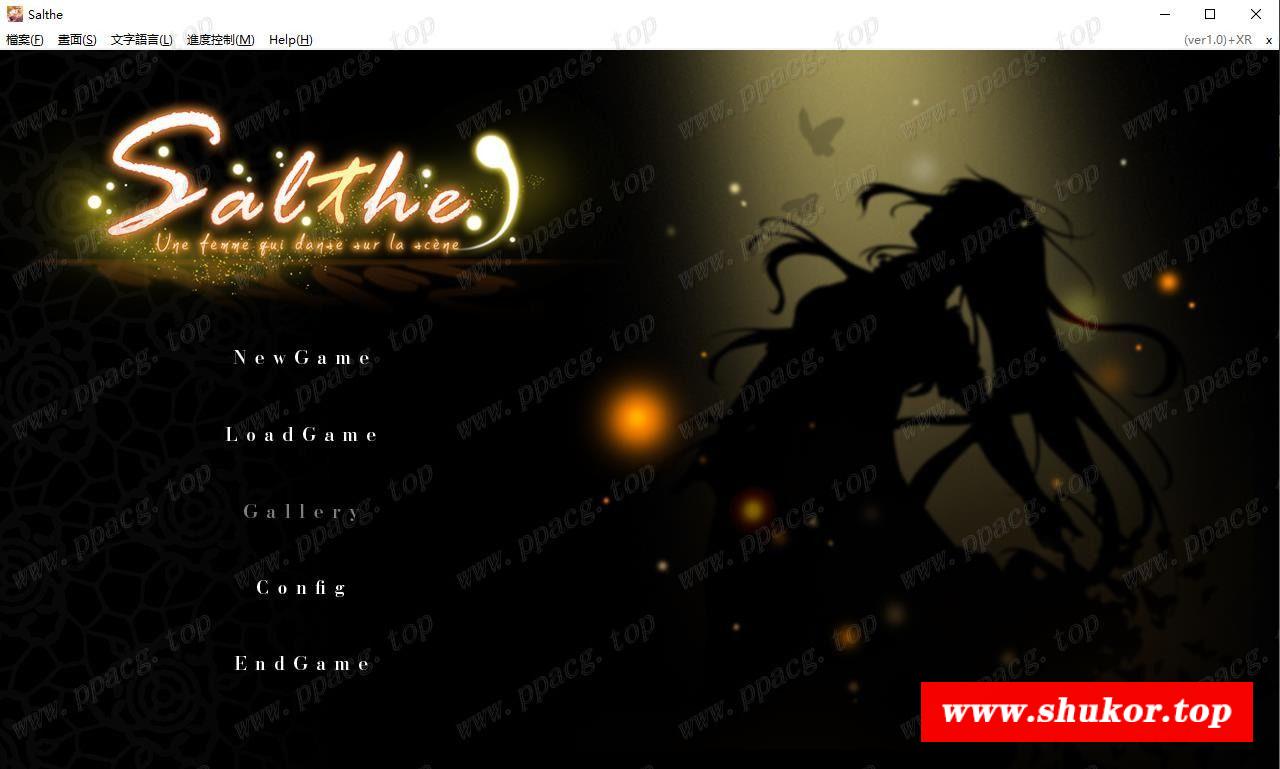 Salthe
檔案(F) 畫面(S) 文字語言(L) 進度控制(M) Help(H) (ver1.0)+XR x
Salthe
Une femme qui danse sur la scène
NewGame
LoadGame
Gallery
Config
EndGame
www.shukor.top
www.ppacg.top